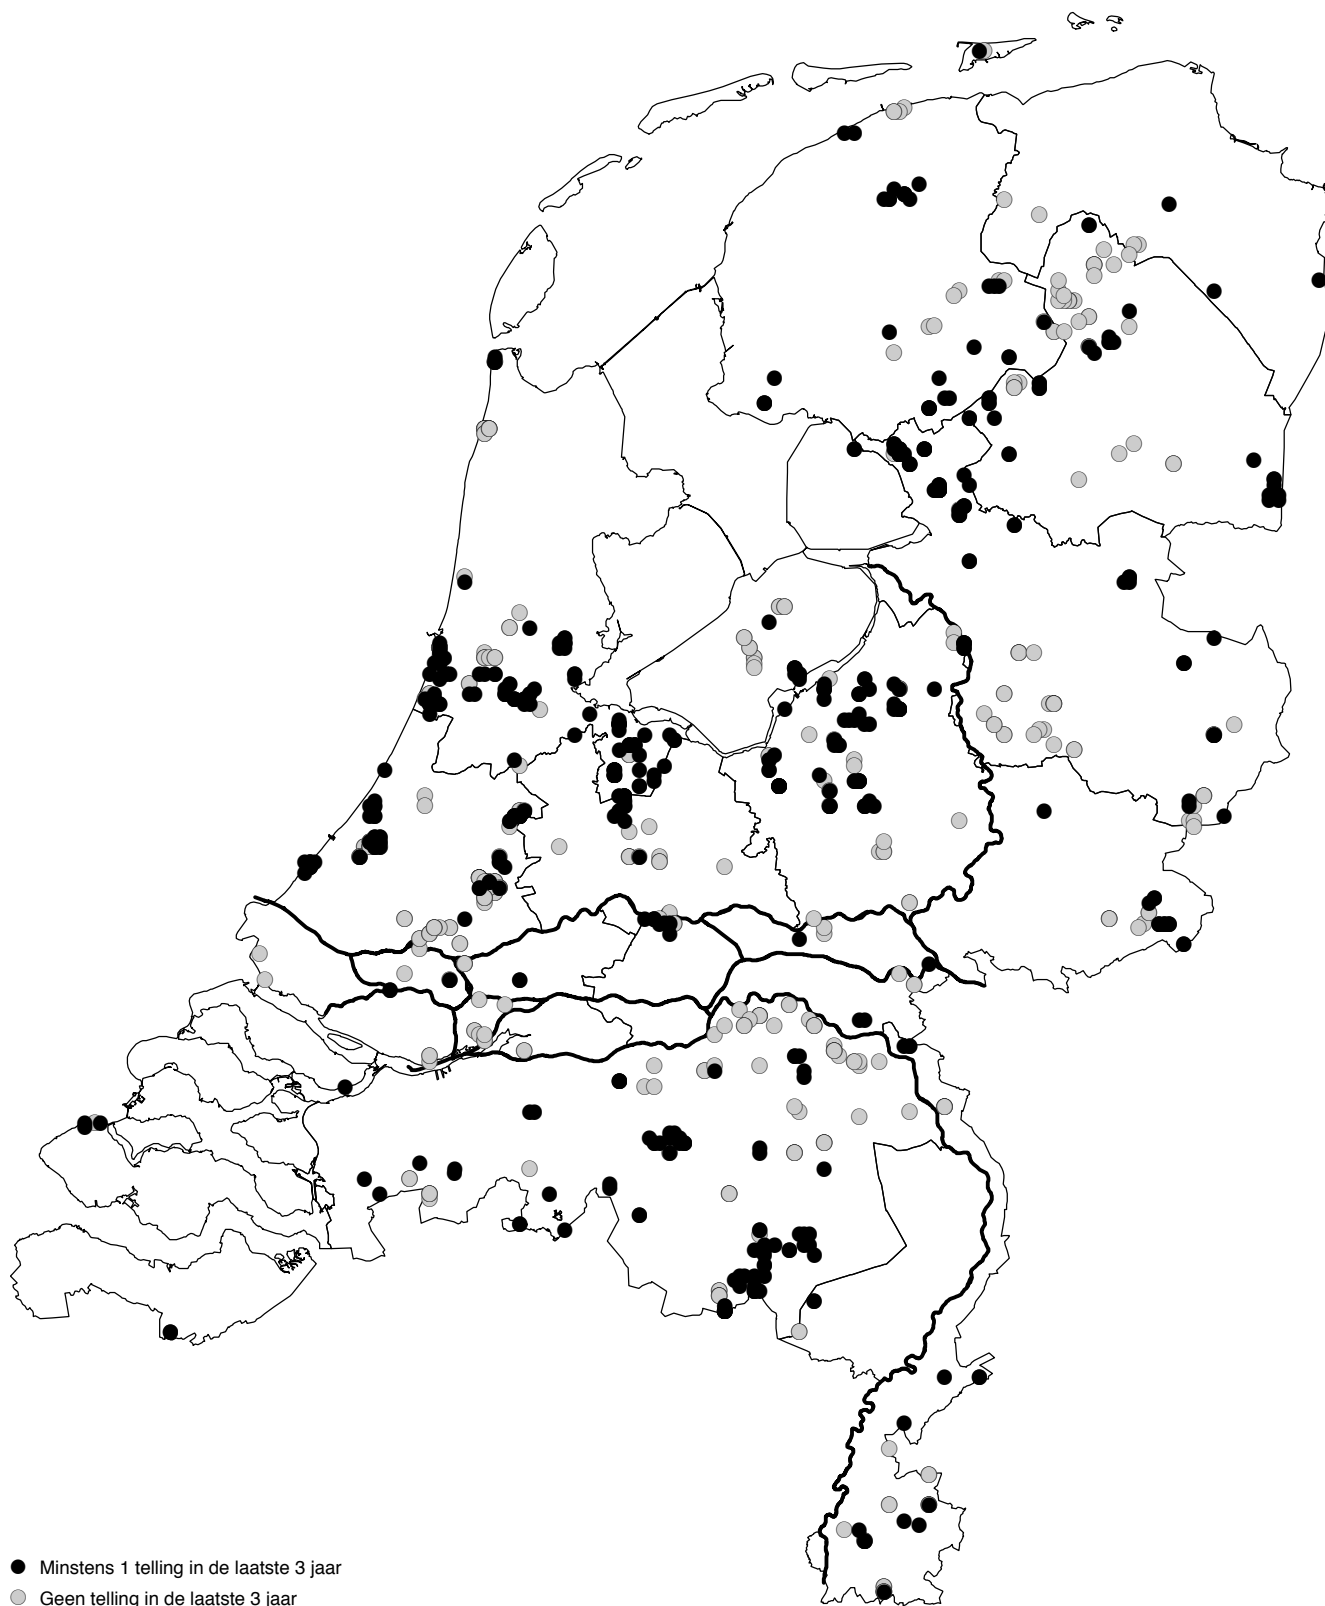 Minstens 1 telling in de laatste 3 jaar
Geen telling in de laatste 3 jaar